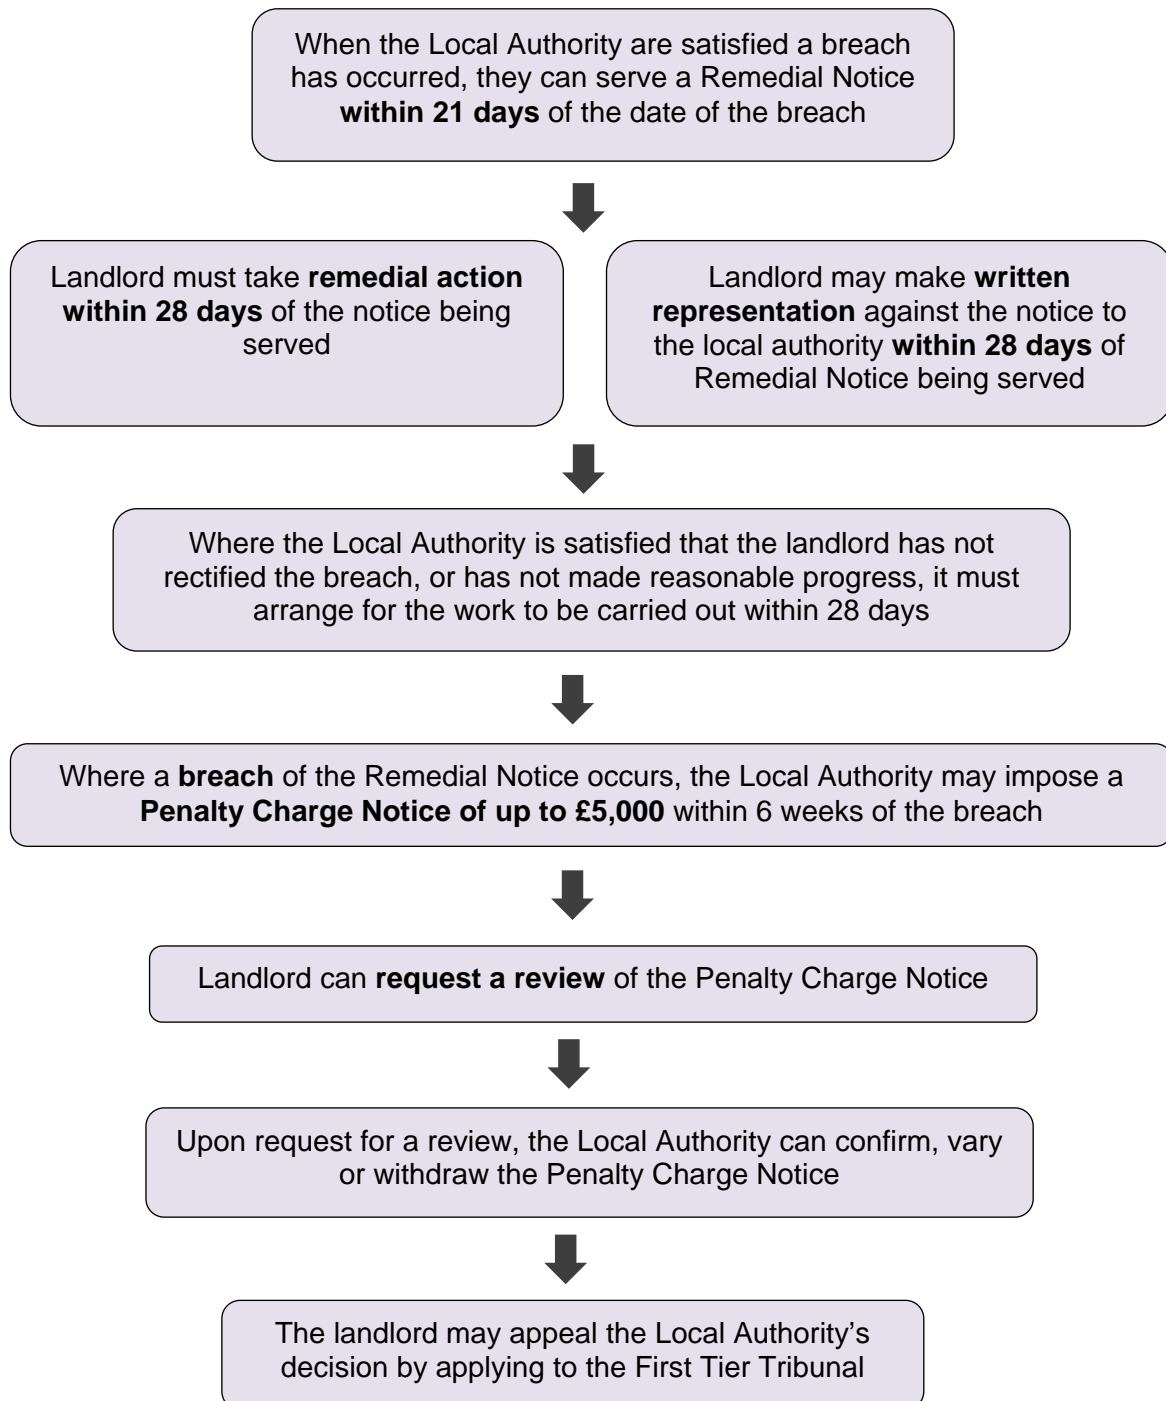 When the Local Authority are satisfied a breach
has occurred, they can serve a Remedial Notice
within 21 days of the date of the breach
Landlord must take remedial action
within 28 days of the notice being
served
Landlord may make written
representation against the notice to
the local authority within 28 days of
Remedial Notice being served
Where the Local Authority is satisfied that the landlord has not
rectified the breach, or has not made reasonable progress, it must
arrange for the work to be carried out within 28 days
Where a breach of the Remedial Notice occurs, the Local Authority may impose a
Penalty Charge Notice of up to £5,000 within 6 weeks of the breach
Landlord can request a review of the Penalty Charge Notice
Upon request for a review, the Local Authority can confirm, vary
or withdraw the Penalty Charge Notice
The landlord may appeal the Local Authority’s
decision by applying to the First Tier Tribunal